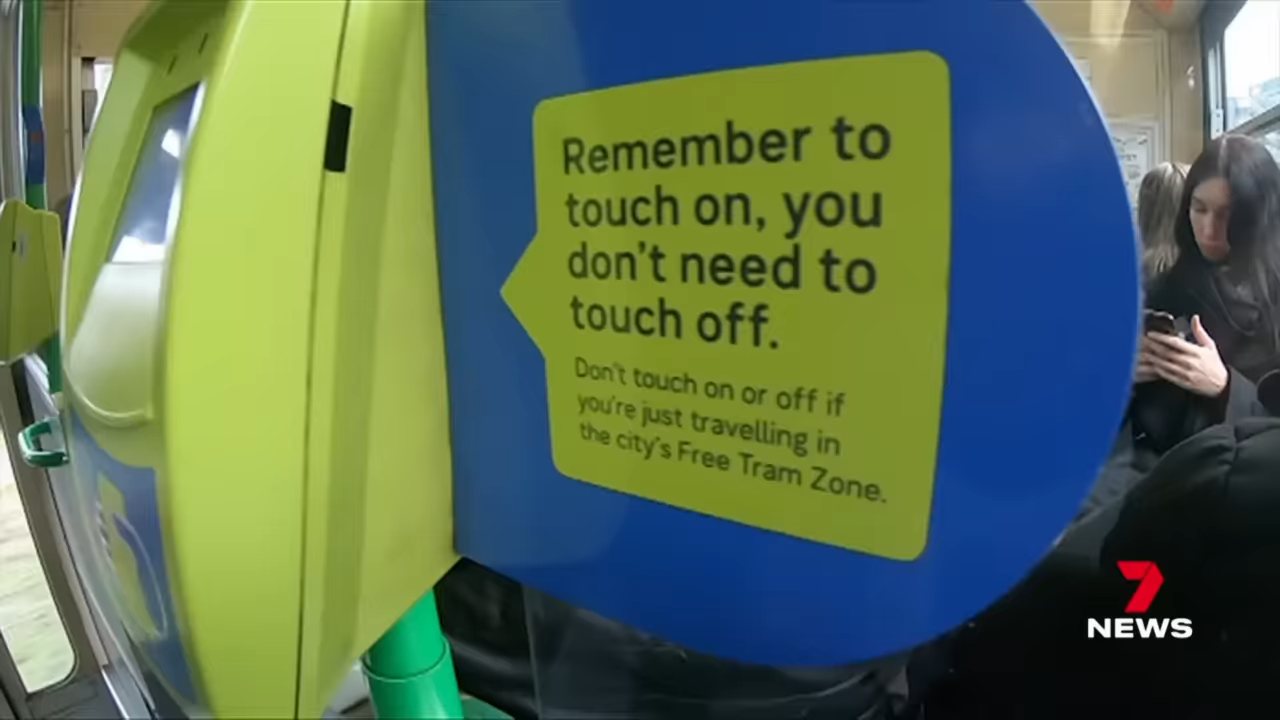 Remember to
touch on, you
don't need to
touch off.
Don't touch on or off if
you're just travelling in
the city's Free Tram Zone.
7
NEWS